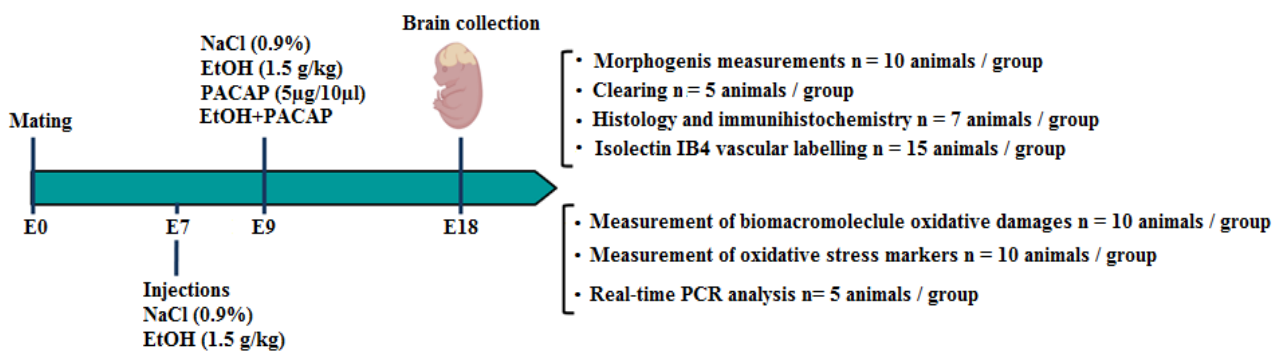 Mating
NaCl (0.9%)
EtOH (1.5 g/kg)
PACAP (5µg/10µl)
EtOH+PACAP
Brain collection
E0
E7
E9
E18
Injections
NaCl (0.9%)
EtOH (1.5 g/kg)
· Morphogenis measurements n = 10 animals / group
· Clearing n = 5 animals / group
· Histology and immunihistochemistry n = 7 animals / group
· Isolectin IB4 vascular labelling n = 15 animals / group
· Measurement of biomacromoleclule oxidative damages n = 10 animals / group
· Measurement of oxidative stress markers n = 10 animals / group
· Real-time PCR analysis n= 5 animals / group